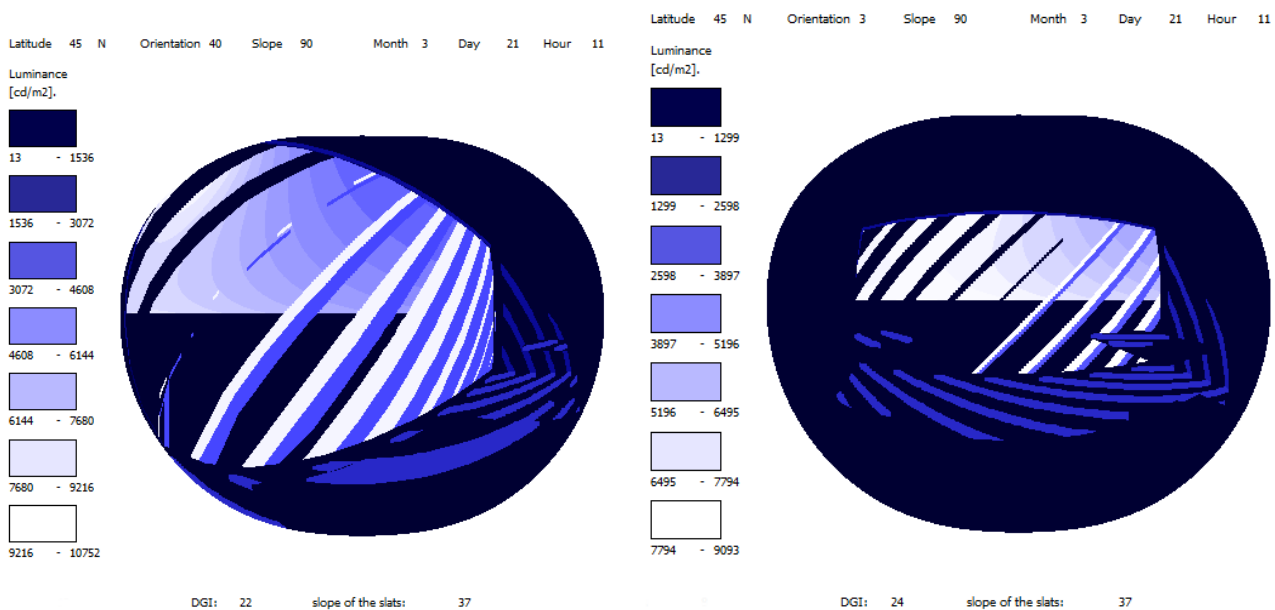 Latitude 45 N Orientation 40 Slope 90 Month 3 Day 21 Hour 11
Luminance
[cd/m2].
13 - 1536
1536 - 3072
3072 - 4608
4608 - 6144
6144 - 7680
7680 - 9216
9216 - 10752
DGI: 22 slope of the slats: 37
Latitude 45 N Orientation 3 Slope 90 Month 3 Day 21 Hour 11
Luminance
[cd/m2].
13 - 1299
1299 - 2598
2598 - 3897
3897 - 5196
5196 - 6495
6495 - 7794
7794 - 9093
DGI: 24 slope of the slats: 37